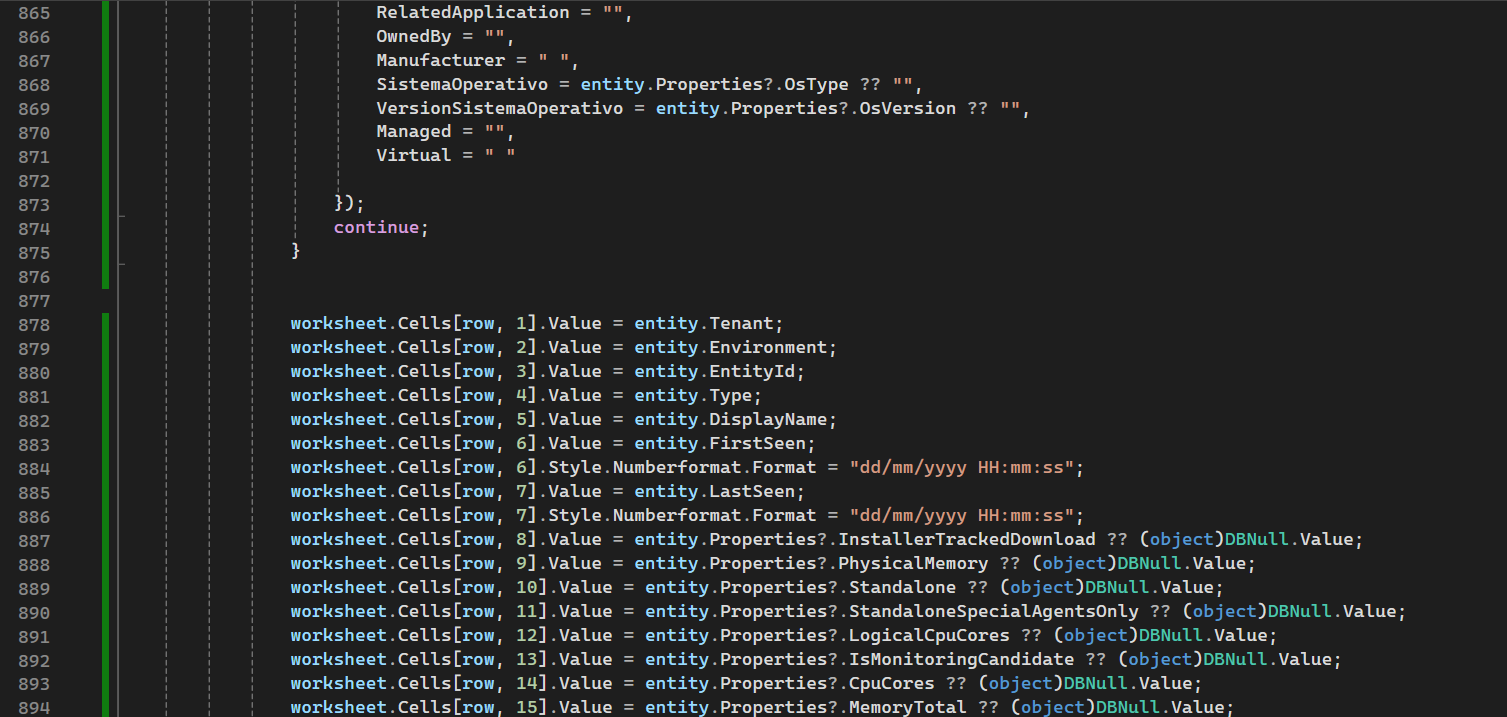 865 RelatedApplication = "",
866 OwnedBy = "",
867 Manufacturer = " ",
868 SistemaOperativo = entity.Properties?.OsType ?? "",
869 VersionSistemaOperativo = entity.Properties?.OsVersion ?? "",
870 Managed = "",
871 Virtual = " "
872
873 });
874 continue;
875 }
876
877
878 worksheet.Cells[row, 1].Value = entity.Tenant;
879 worksheet.Cells[row, 2].Value = entity.Environment;
880 worksheet.Cells[row, 3].Value = entity.EntityId;
881 worksheet.Cells[row, 4].Value = entity.Type;
882 worksheet.Cells[row, 5].Value = entity.DisplayName;
883 worksheet.Cells[row, 6].Value = entity.FirstSeen;
884 worksheet.Cells[row, 6].Style.Numberformat.Format = "dd/mm/yyyy HH:mm:ss";
885 worksheet.Cells[row, 7].Value = entity.LastSeen;
886 worksheet.Cells[row, 7].Style.Numberformat.Format = "dd/mm/yyyy HH:mm:ss";
887 worksheet.Cells[row, 8].Value = entity.Properties?.InstallerTrackedDownload ?? (object)DBNull.Value;
888 worksheet.Cells[row, 9].Value = entity.Properties?.PhysicalMemory ?? (object)DBNull.Value;
889 worksheet.Cells[row, 10].Value = entity.Properties?.Standalone ?? (object)DBNull.Value;
890 worksheet.Cells[row, 11].Value = entity.Properties?.StandaloneSpecialAgentsOnly ?? (object)DBNull.Value;
891 worksheet.Cells[row, 12].Value = entity.Properties?.LogicalCpuCores ?? (object)DBNull.Value;
892 worksheet.Cells[row, 13].Value = entity.Properties?.IsMonitoringCandidate ?? (object)DBNull.Value;
893 worksheet.Cells[row, 14].Value = entity.Properties?.CpuCores ?? (object)DBNull.Value;
894 worksheet.Cells[row, 15].Value = entity.Properties?.MemoryTotal ?? (object)DBNull.Value;